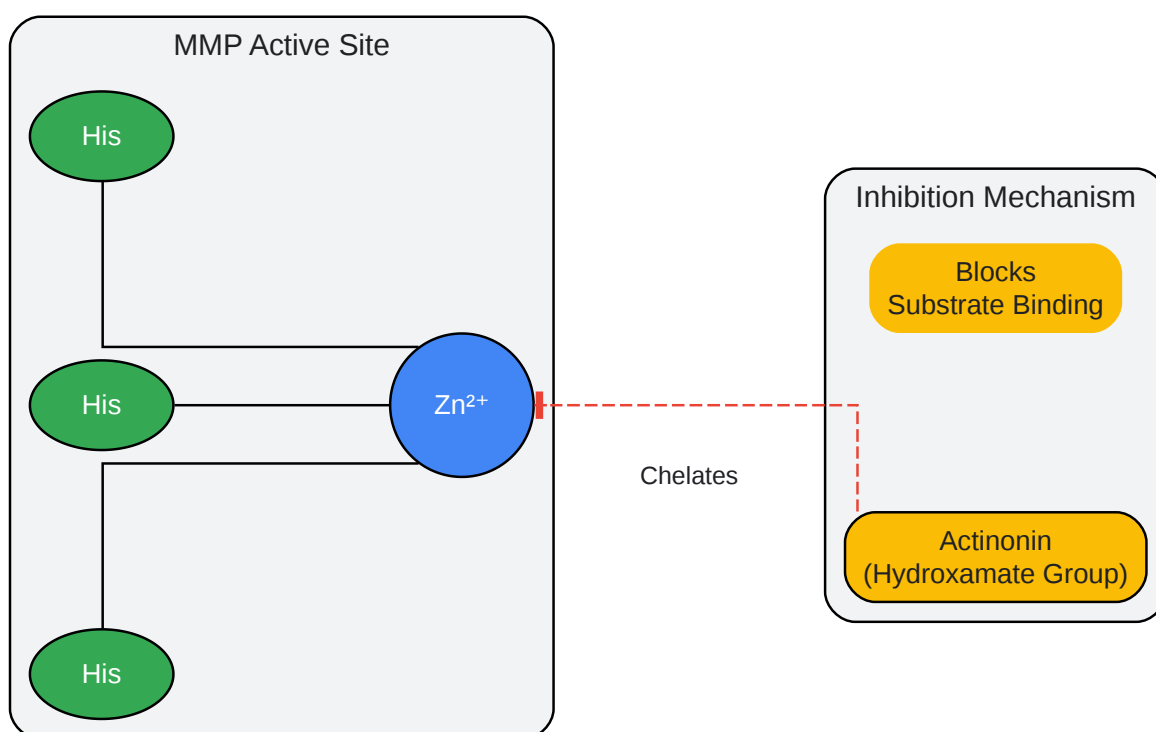 MMP Active Site
His
His
Zn²⁺
His
Chelates
Inhibition Mechanism
Blocks
Substrate Binding
Actinonin
(Hydroxamate Group)